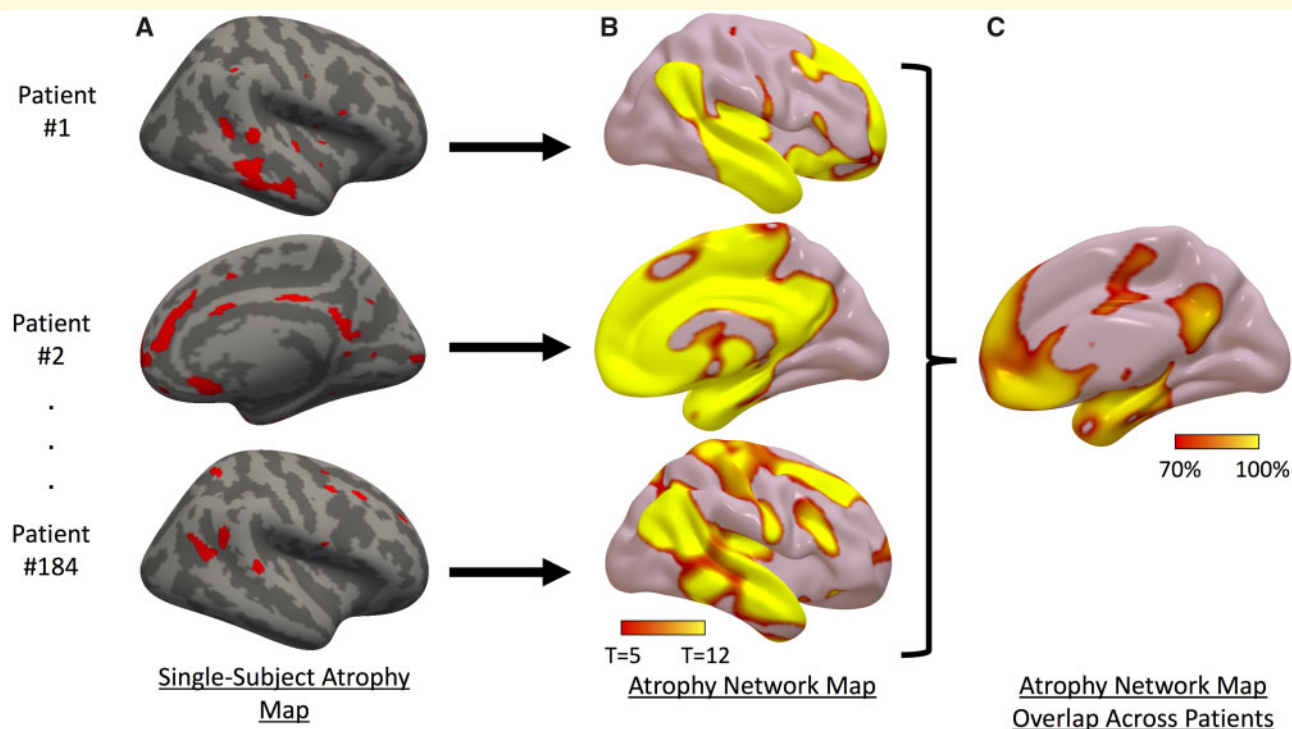 A
B
C
Patient
#1
Patient
#2
.
.
.
Patient
#184
T=5 T=12
70% 100%
Single-Subject Atrophy
Map
Atrophy Network Map
Atrophy Network Map
Overlap Across Patients